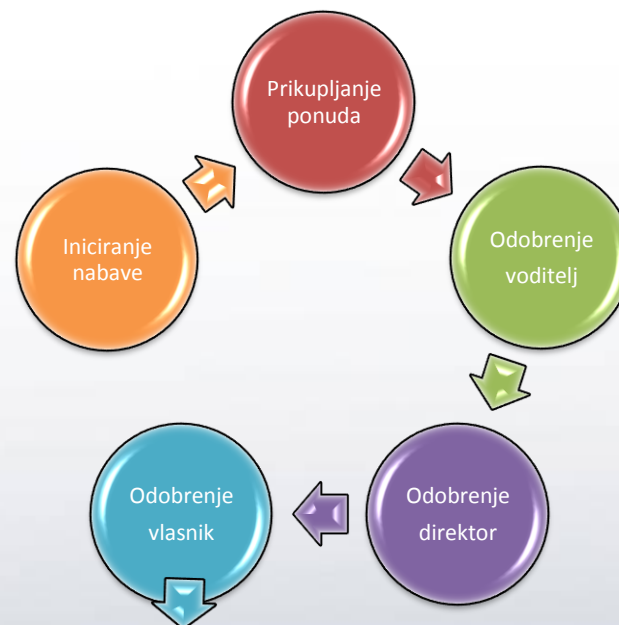 Prikupljanje
ponuda
Iniciranje
nabave
Odobrenje
voditelj
Odobrenje
direktor
Odobrenje
vlasnik